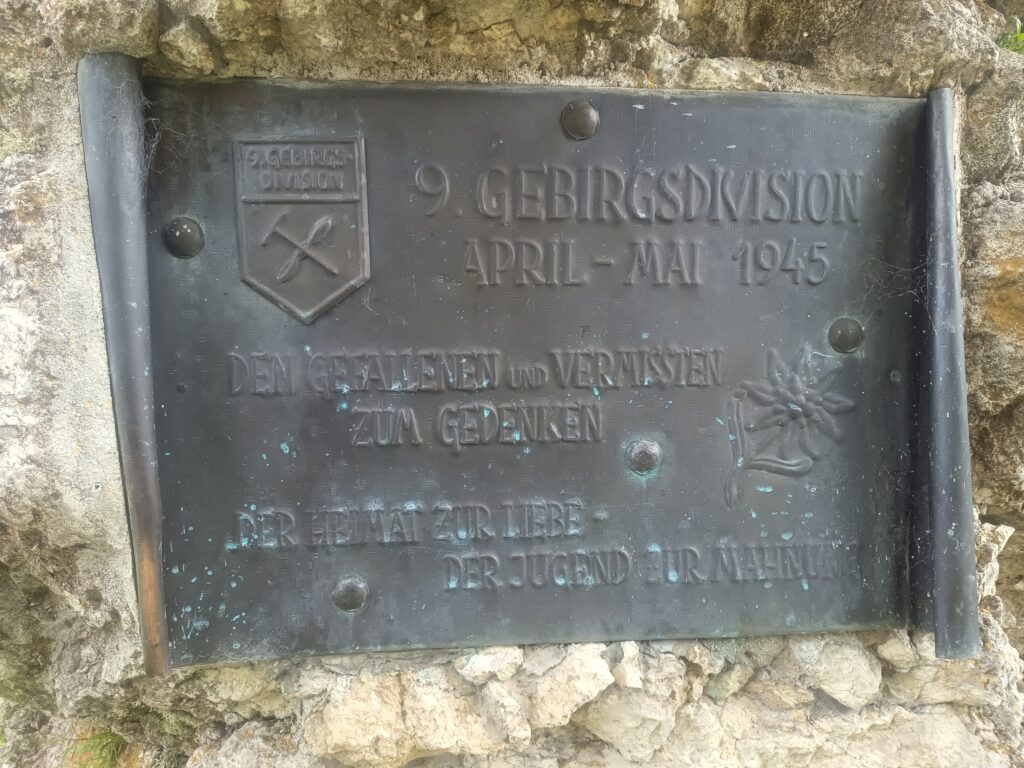 9. GEBIRGS-
DIVISION
9. GEBIRGSDIVISION
APRIL - MAI 1945
DEN GEFALLENEN UND VERMISSTEN
ZUM GEDENKEN
DER HEIMAT ZUR LIEBE -
DER JUGEND ZUR MAHNUNG